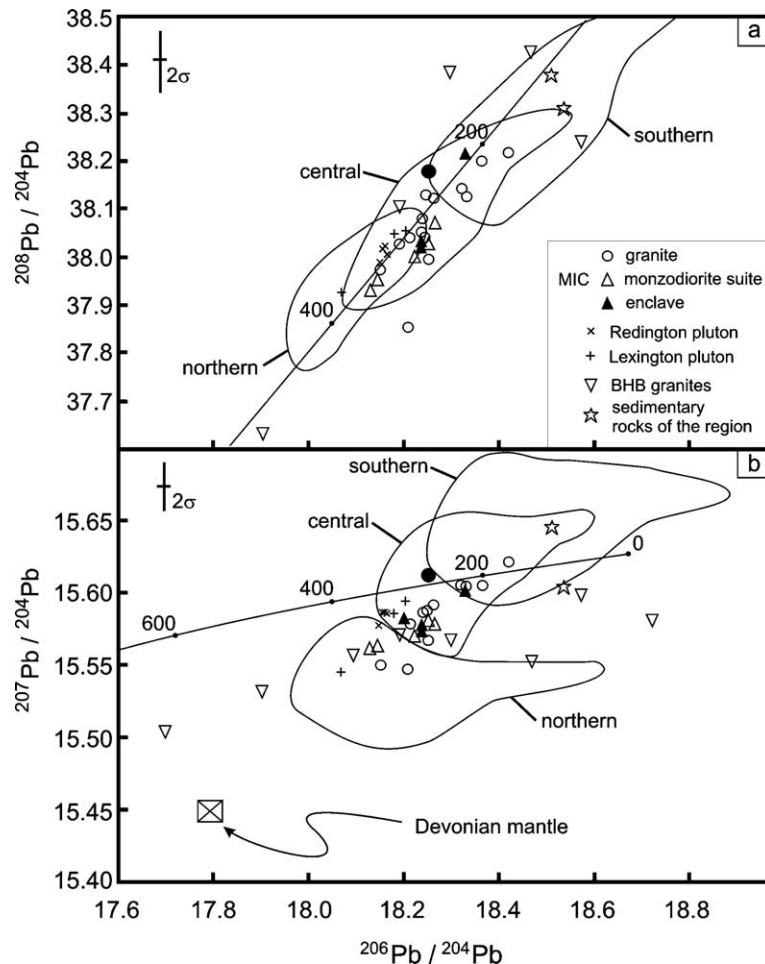 38.5
a
38.4
2σ
38.3
200
southern
38.2
central
38.1
208Pb / 204Pb
38.0
granite
MIC monzodiorite suite
37.9
enclave
400
Redington pluton
37.8
Lexington pluton
northern
BHB granites
37.7
sedimentary
rocks of the region
b
southern
2σ
central
15.65
200
0
400
15.60
600
207Pb / 204Pb
15.55
northern
15.50
15.45
Devonian mantle
15.40
17.6 17.8 18.0 18.2 18.4 18.6 18.8
206Pb / 204Pb